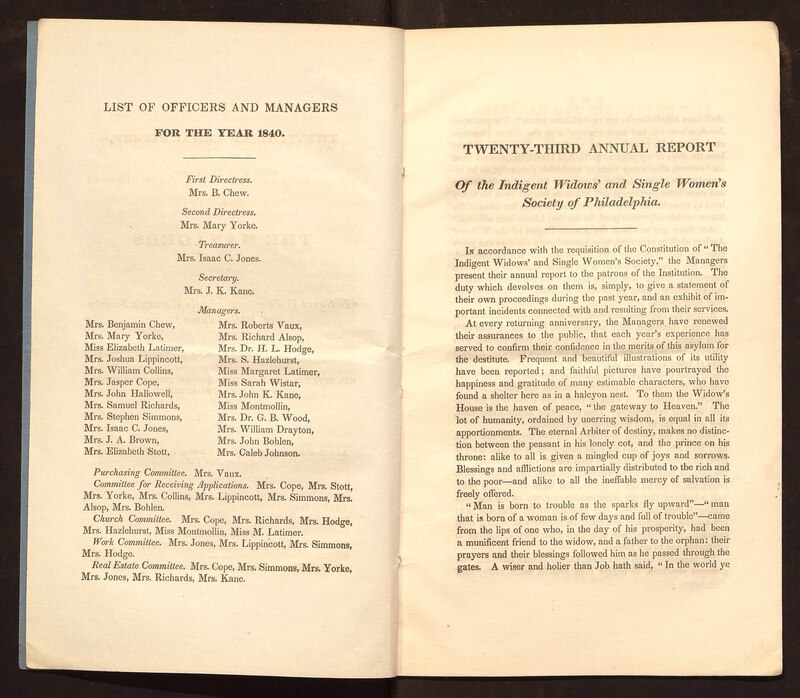 LIST OF OFFICERS AND MANAGERS
FOR THE YEAR 1840.
First Directress.
Mrs. B. Chew.
Second Directress.
Mrs. Mary Yorke.
Treasurer.
Mrs. Isaac C. Jones.
Secretary.
Mrs. J. K. Kane.
Managers.
Mrs. Benjamin Chew,
Mrs. Mary Yorke,
Miss Elizabeth Latimer,
Mrs. Joshua Lippincott,
Mrs. William Collins,
Mrs. Jasper Cope,
Mrs. John Hallowell,
Mrs. Samuel Richards,
Mrs. Stephen Simmons,
Mrs. Isaac C. Jones,
Mrs. J. A. Brown,
Mrs. Elizabeth Stott,
Mrs. Roberts Vaux,
Mrs. Richard Alsop,
Mrs. Dr. H. L. Hodge,
Mrs. S. Hazlehurst,
Miss Margaret Latimer,
Miss Sarah Wistar,
Mrs. John K. Kane,
Miss Montmollin,
Mrs. Dr. G. B. Wood,
Mrs. William Drayton,
Mrs. John Bohlen,
Mrs. Caleb Johnson.
Purchasing Committee. Mrs. Vaux.
Committee for Receiving Applications. Mrs. Cope, Mrs. Stott,
Mrs. Yorke, Mrs. Collins, Mrs. Lippincott, Mrs. Simmons, Mrs.
Alsop, Mrs. Bohlen.
Church Committee. Mrs. Cope, Mrs. Richards, Mrs. Hodge,
Mrs. Hazlehurst, Miss Montmollin, Miss M. Latimer.
Work Committee. Mrs. Jones, Mrs. Lippincott, Mrs. Simmons,
Mrs. Hodge.
Real Estate Committee. Mrs. Cope, Mrs. Simmons, Mrs. Yorke,
Mrs. Jones, Mrs. Richards, Mrs. Kane.
TWENTY-THIRD ANNUAL REPORT
Of the Indigent Widows' and Single Women's
Society of Philadelphia.
IN accordance with the requisition of the Constitution of "The
Indigent Widows' and Single Women's Society," the Managers
present their annual report to the patrons of the Institution. The
duty which devolves on them is, simply, to give a statement of
their own proceedings during the past year, and an exhibit of im-
portant incidents connected with and resulting from their services.
At every returning anniversary, the Managers have renewed
their assurances to the public, that each year's experience has
served to confirm their confidence in the merits of this asylum for
the destitute. Frequent and beautiful illustrations of its utility
have been reported; and faithful pictures have pourtrayed the
happiness and gratitude of many estimable characters, who have
found a shelter here as in a halcyon nest. To them the Widow's
House is the haven of peace, "the gateway to Heaven." The
lot of humanity, ordained by unerring wisdom, is equal in all its
apportionments. The eternal Arbiter of destiny, makes no distinc-
tion between the peasant in his lonely cot, and the prince on his
throne: alike to all is given a mingled cup of joys and sorrows.
Blessings and afflictions are impartially distributed to the rich and
to the poor—and alike to all the ineffable mercy of salvation is
freely offered.
"Man is born to trouble as the sparks fly upward"—"man
that is born of a woman is of few days and full of trouble"—came
from the lips of one who, in the day of his prosperity, had been
a munificent friend to the widow, and a father to the orphan: their
prayers and their blessings followed him as he passed through the
gates. A wiser and holier than Job hath said, "In the world ye